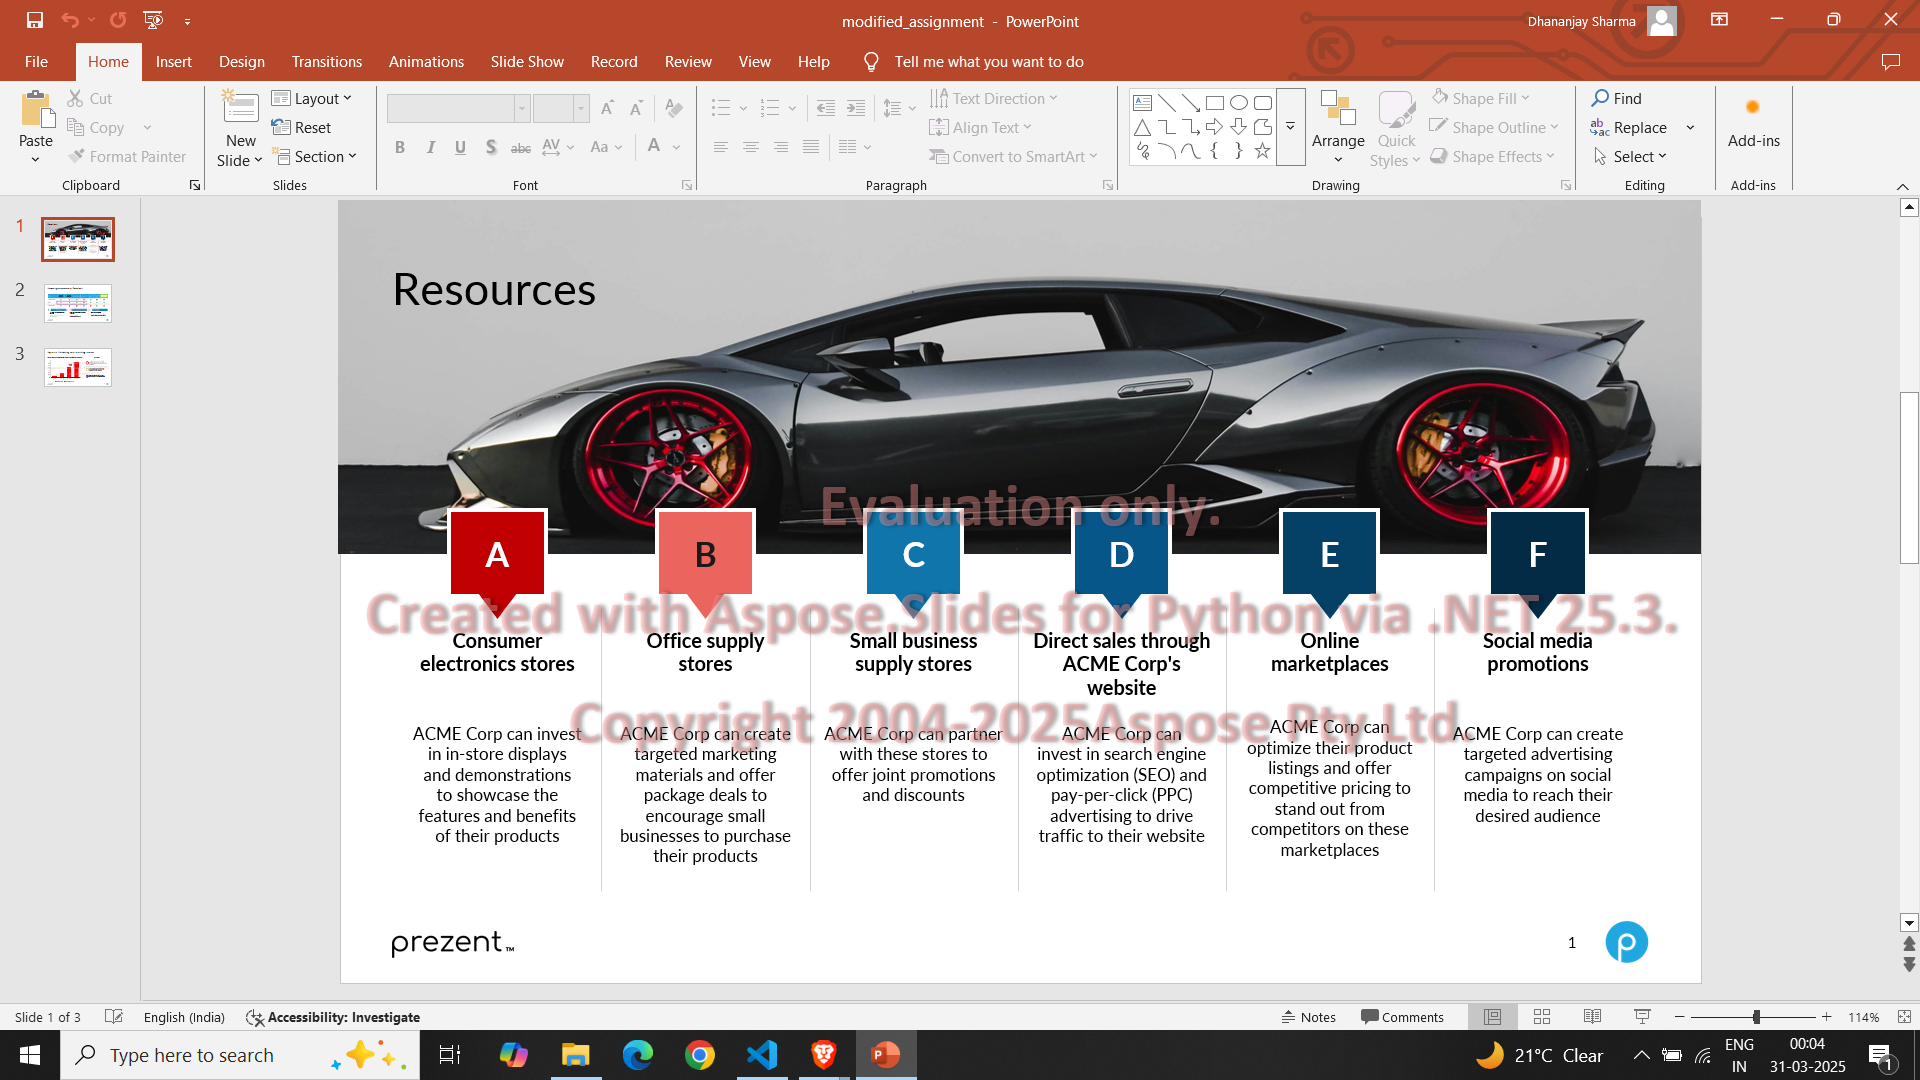 modified_assignment - PowerPoint
Dhananjay Sharma
File Home Insert Design Transitions Animations Slide Show Record Review View Help Tell me what you want to do
Paste
Cut
Copy
Format Painter
Clipboard
New
Slide
Layout
Reset
Section
Slides
B I U S abc AV Aa A
Font
Text Direction
Align Text
Convert to SmartArt
Paragraph
Arrange
Quick
Styles
Shape Fill
Shape Outline
Shape Effects
Drawing
Find
Replace
Select
Editing
Add-ins
Add-ins
1
2
3
Resources
Evaluation only.
A B C D E F
Created with Aspose.Slides for Python via .NET 25.3.
Copyright 2004-2025Aspose Pty Ltd.
Consumer
electronics stores
ACME Corp can invest
in in-store displays
and demonstrations
to showcase the
features and benefits
of their products
Office supply
stores
ACME Corp can create
targeted marketing
materials and offer
package deals to
encourage small
businesses to purchase
their products
Small business
supply stores
ACME Corp can partner
with these stores to
offer joint promotions
and discounts
Direct sales through
ACME Corp's
website
ACME Corp can
invest in search engine
optimization (SEO) and
pay-per-click (PPC)
advertising to drive
traffic to their website
Online
marketplaces
ACME Corp can
optimize their product
listings and offer
competitive pricing to
stand out from
competitors on these
marketplaces
Social media
promotions
ACME Corp can create
targeted advertising
campaigns on social
media to reach their
desired audience
prezent™
1
p
Slide 1 of 3
English (India)
Accessibility: Investigate
Notes
Comments
114%
Type here to search
21°C Clear
ENG
IN
00:04
31-03-2025
1